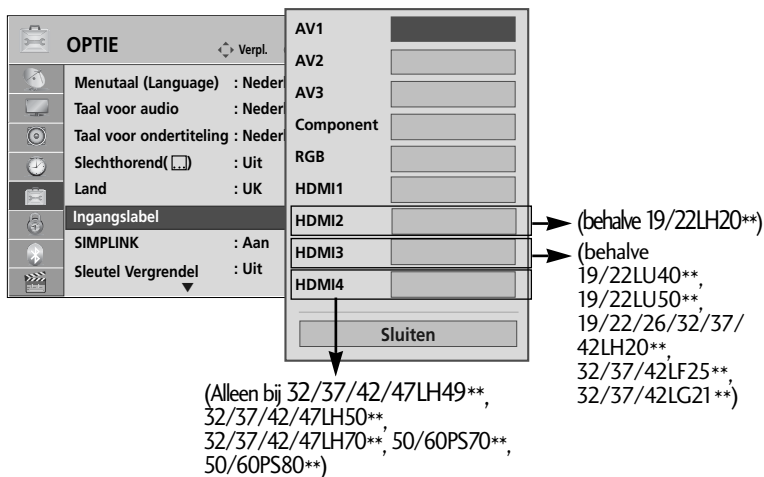 OPTIE
Verpl.
Menutaal (Language) : Neder
Taal voor audio : Neder
Taal voor ondertiteling : Neder
Slechthorend( ) : Uit
Land : UK
Ingangslabel
SIMPLINK : Aan
Sleutel Vergrendel : Uit
AV1
AV2
AV3
Component
RGB
HDMI1
HDMI2
HDMI3
HDMI4
Sluiten
(behalve 19/22LH20**)
(behalve
19/22LU40**,
19/22LU50**,
19/22/26/32/37/
42LH20**,
32/37/42LF25**,
32/37/42LG21**)
(Alleen bij 32/37/42/47LH49**,
32/37/42/47LH50**,
32/37/42/47LH70**, 50/60PS70**,
50/60PS80**)